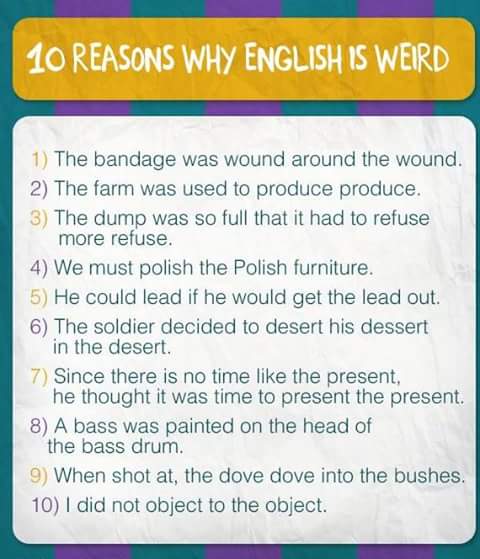 10 REASONS WHY ENGLISH IS WEIRD
1) The bandage was wound around the wound.
2) The farm was used to produce produce.
3) The dump was so full that it had to refuse
more refuse.
4) We must polish the Polish furniture.
5) He could lead if he would get the lead out.
6) The soldier decided to desert his dessert
in the desert.
7) Since there is no time like the present,
he thought it was time to present the present.
8) A bass was painted on the head of
the bass drum.
9) When shot at, the dove dove into the bushes.
10) I did not object to the object.